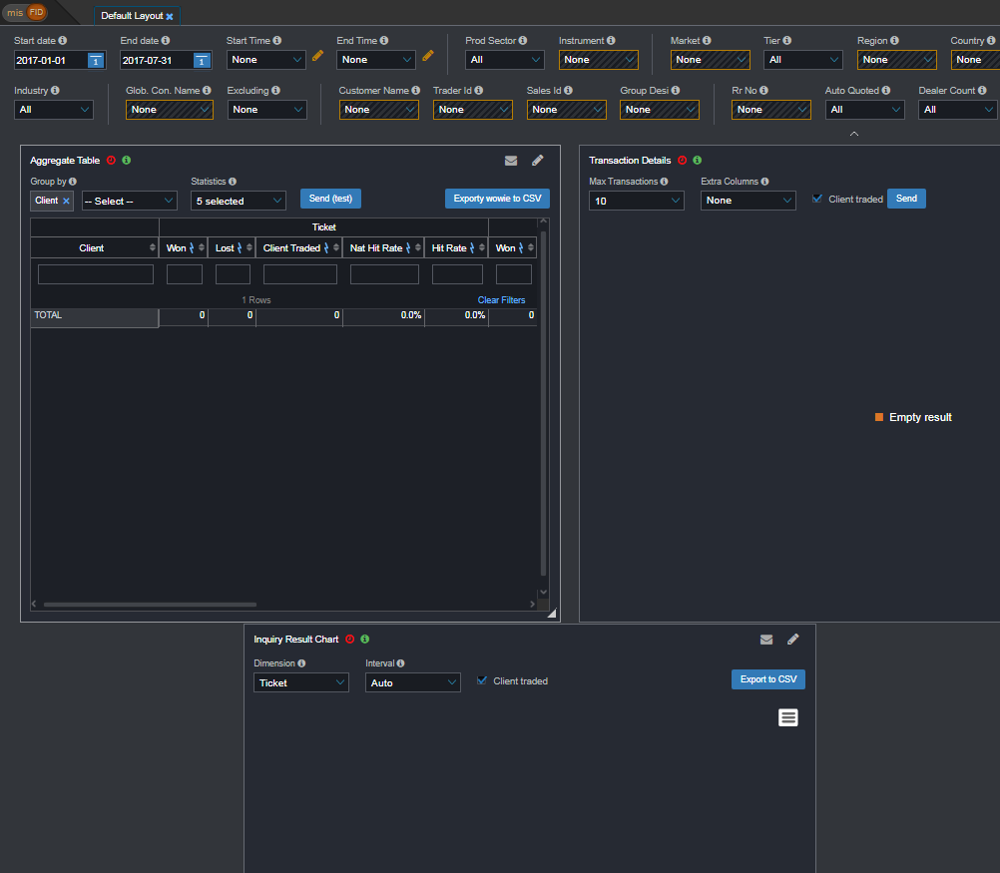 mis FID
Default Layout
Start date End date Start Time End Time Prod Sector Instrument Market Tier Region Country
2017-01-01 1 2017-07-31 1 None None All None None All None None
Industry Glob. Con. Name Excluding Customer Name Trader Id Sales Id Group Desi Rr No Auto Quoted Dealer Count
All None None None None None None None All All
Aggregate Table
Group by Statistics
Client -- Select -- 5 selected Send (test) Exporty wowie to CSV
Ticket
Client Won Lost Client Traded Nat Hit Rate Hit Rate Won
1 Rows Clear Filters
TOTAL 0 0 0 0.0% 0.0% 0
Transaction Details
Max Transactions Extra Columns
10 None Client traded Send
Empty result
Inquiry Result Chart
Dimension Interval
Ticket Auto Client traded Export to CSV